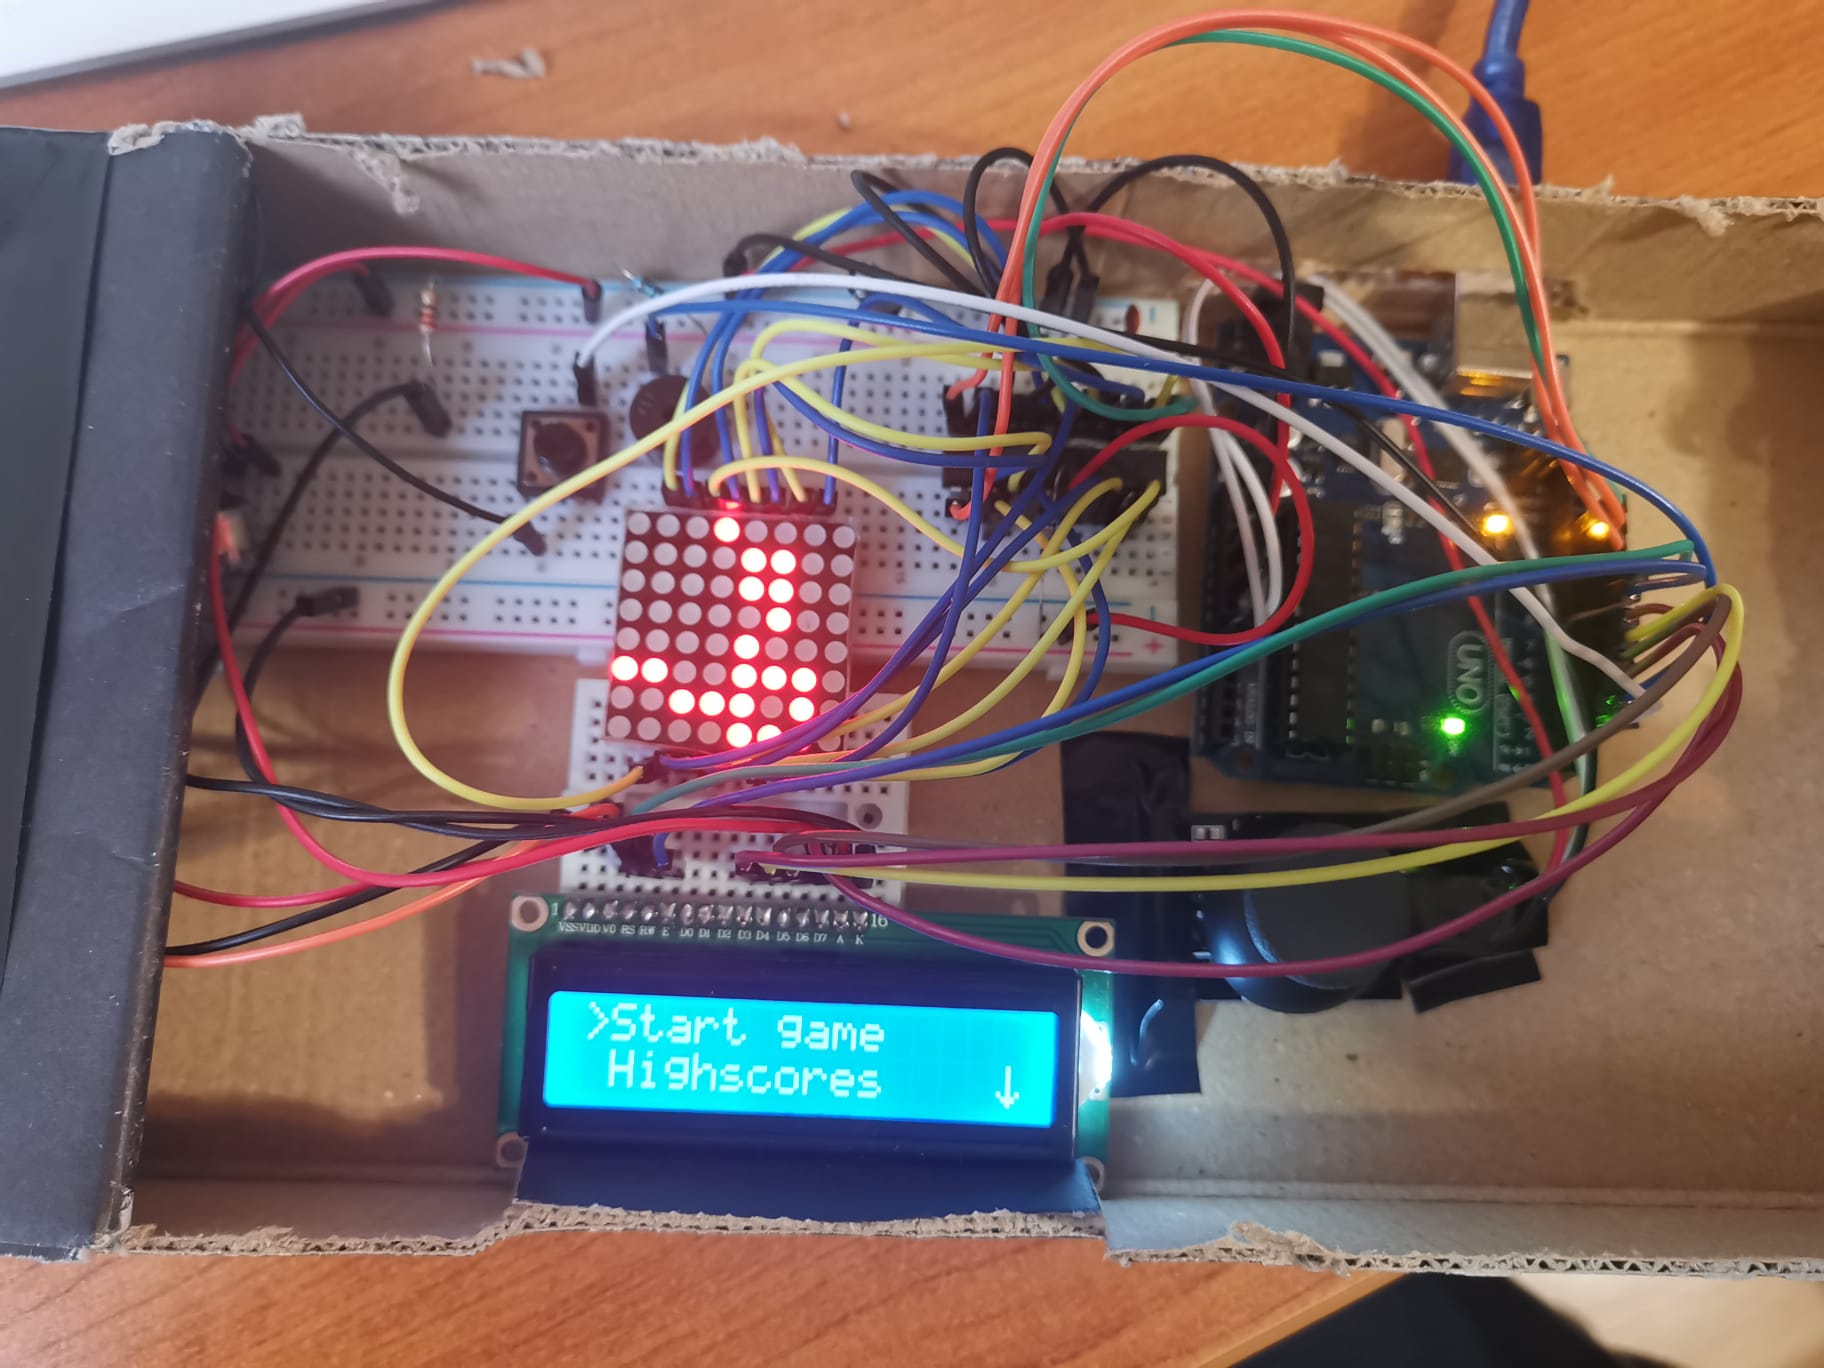 UNO
1
16
VSS VDD V0 RS RW E D0 D1 D2 D3 D4 D5 D6 D7 A K
>Start game
Highscores ↓